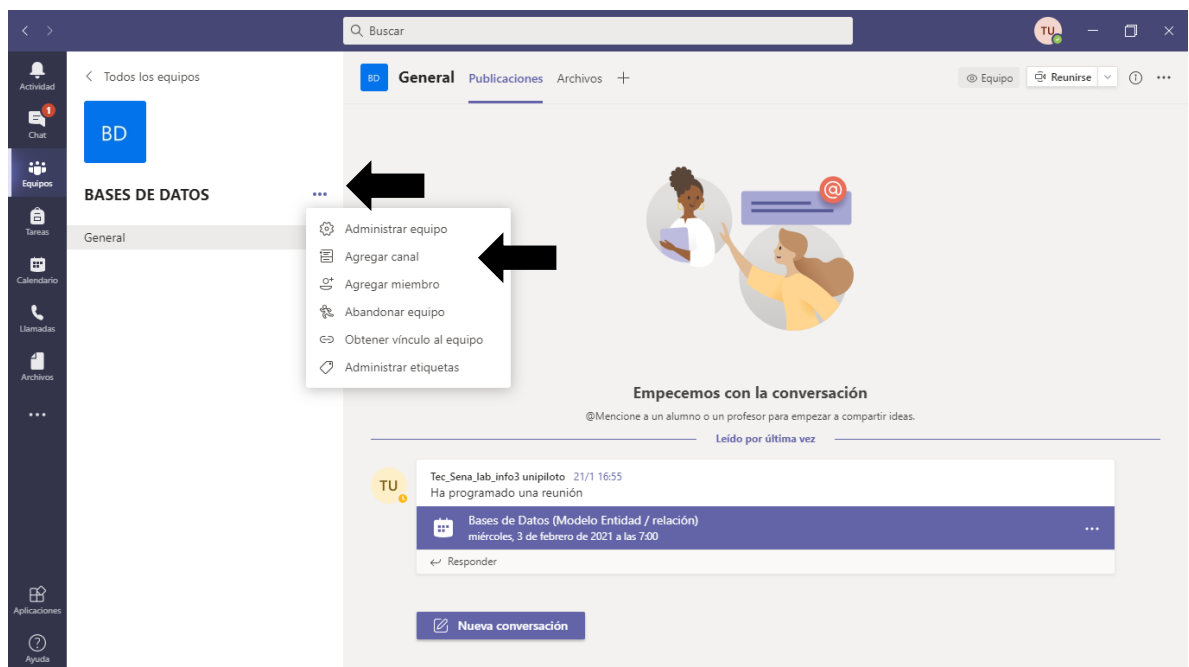 Buscar
TU
Actividad
1
Chat
Equipos
Tareas
Calendario
Llamadas
Archivos
Aplicaciones
Ayuda
Todos los equipos
BD
BASES DE DATOS
General
Administrar equipo
Agregar canal
Agregar miembro
Abandonar equipo
Obtener vínculo al equipo
Administrar etiquetas
BD General Publicaciones Archivos
Equipo Reunirse
@
Empecemos con la conversación
@Mencione a un alumno o un profesor para empezar a compartir ideas.
Leído por última vez
TU
Tec_Sena_lab_info3 unipiloto 21/1 16:55
Ha programado una reunión
Bases de Datos (Modelo Entidad / relación)
miércoles, 3 de febrero de 2021 a las 7:00
Responder
Nueva conversación